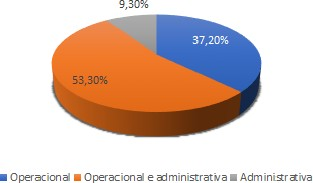 9,30%
37,20%
53,30%
Operacional Operacional e administrativa Administrativa